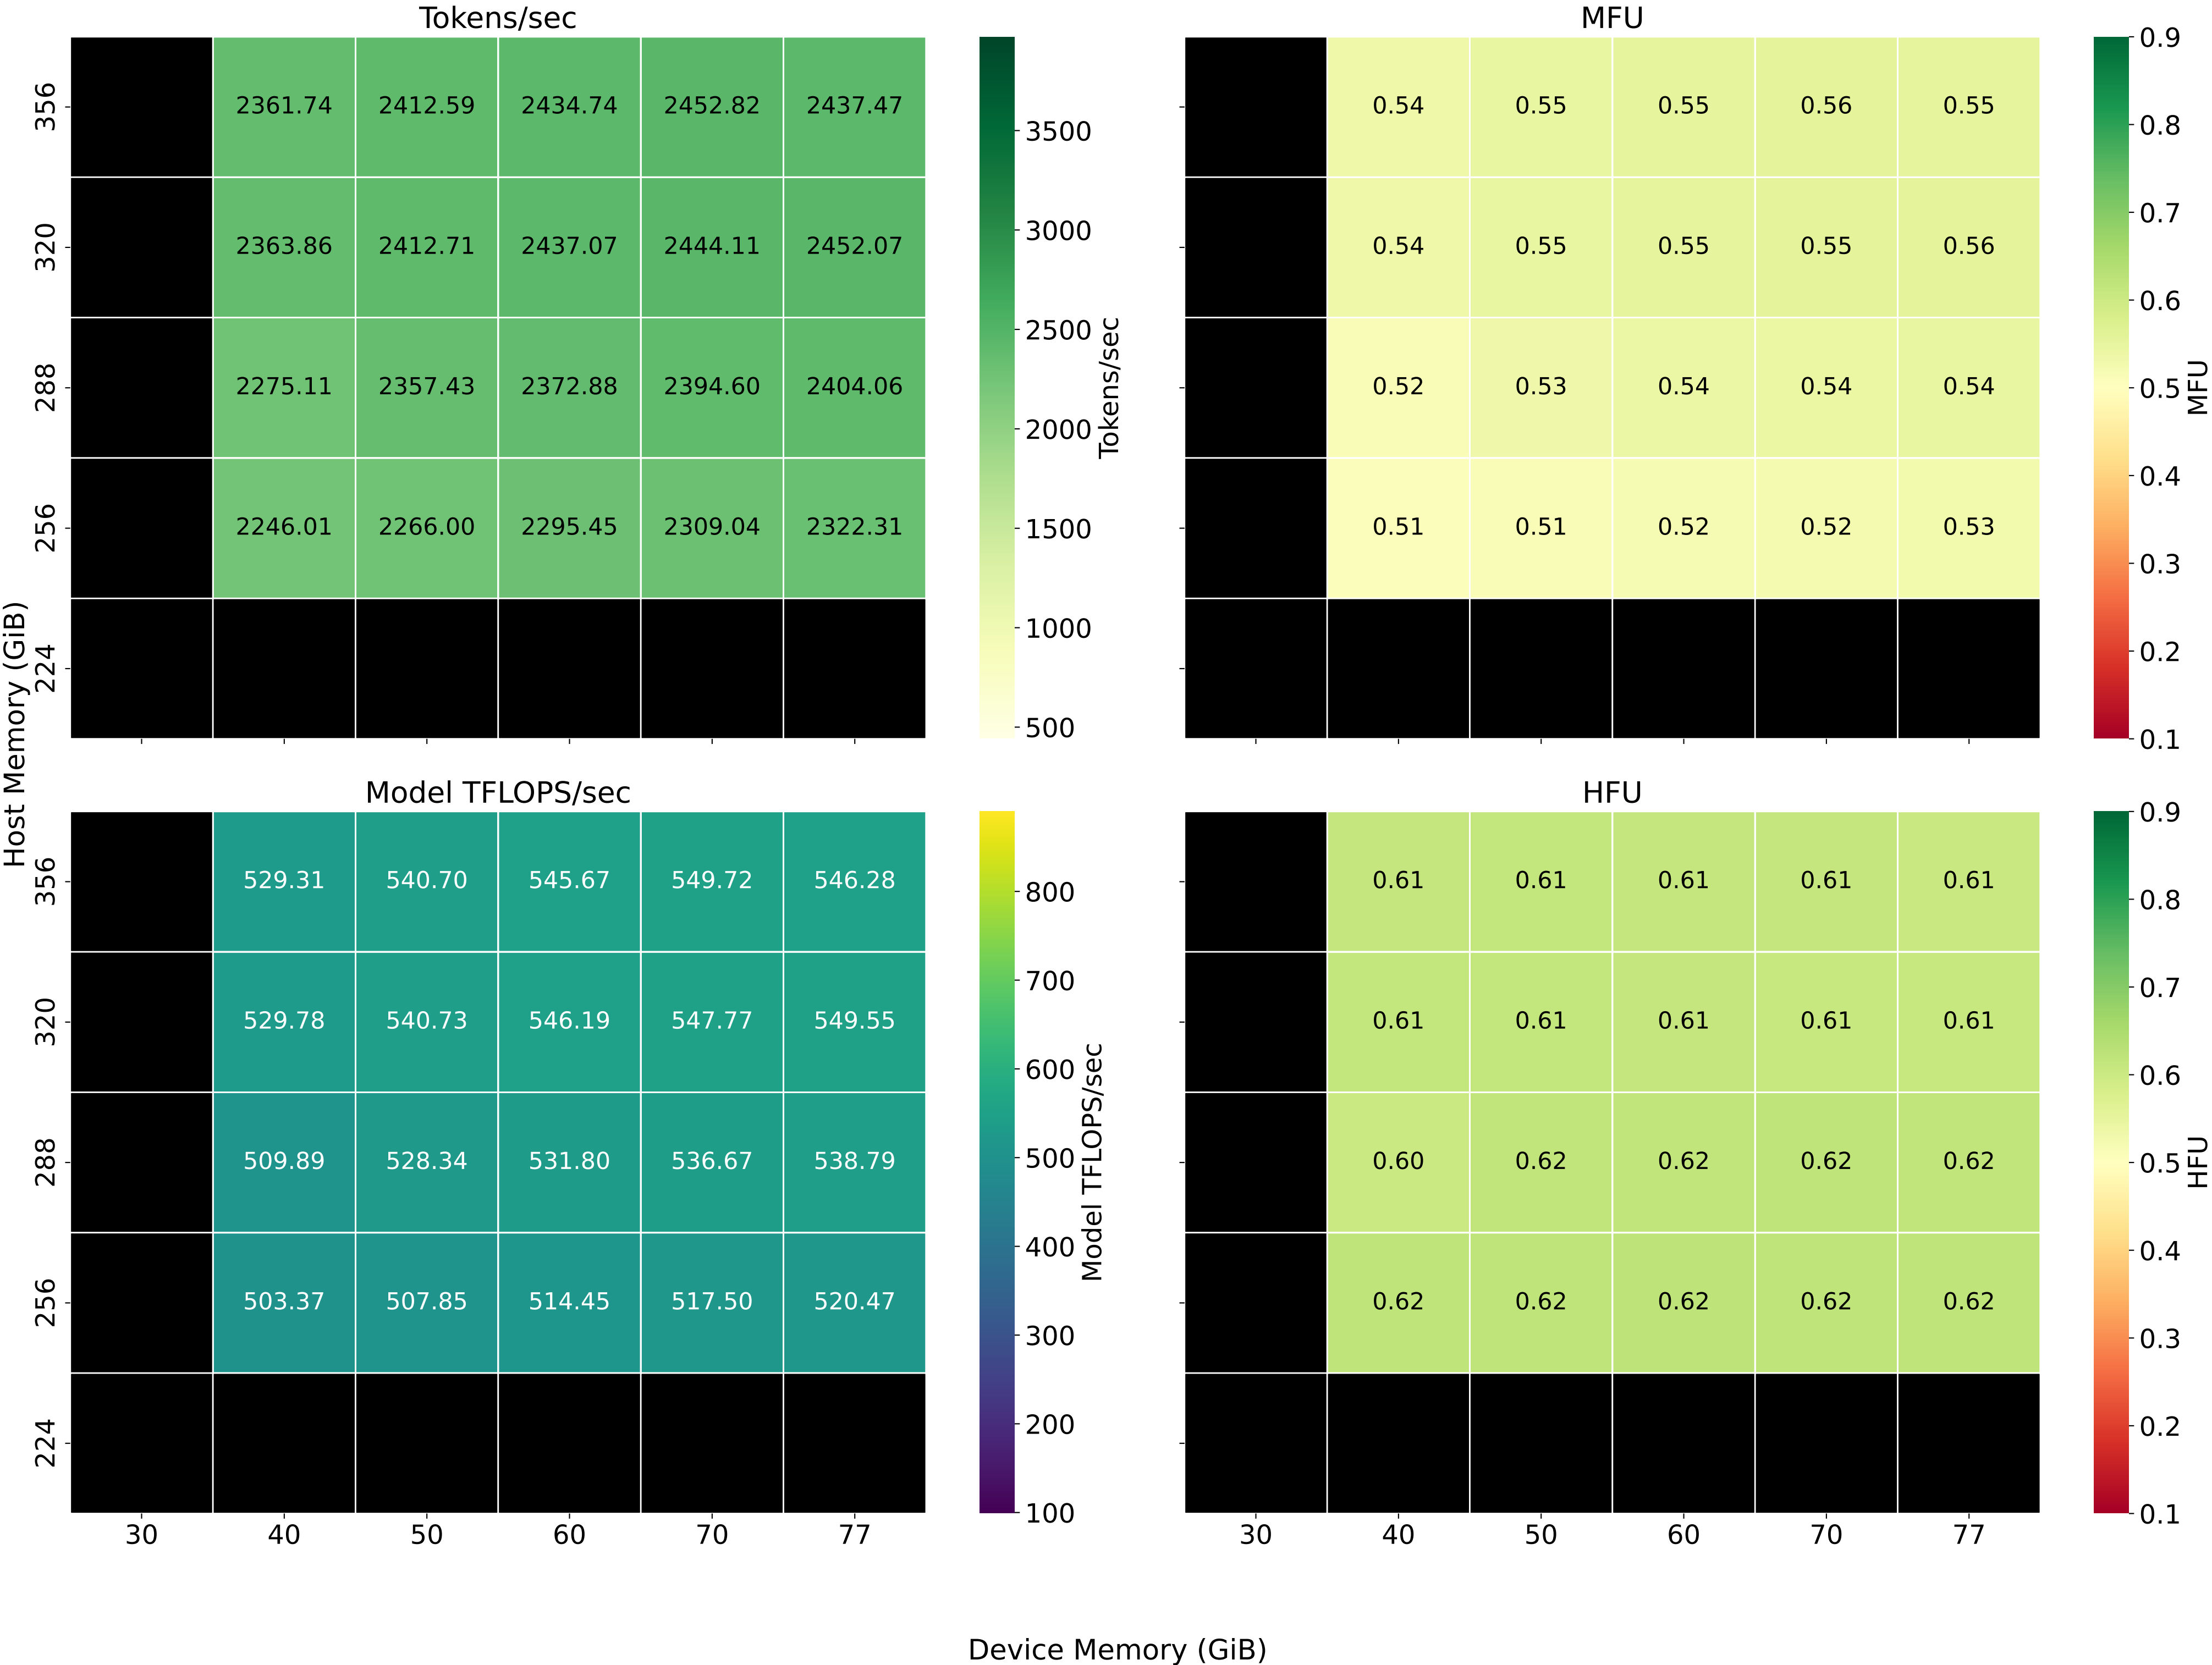 Tokens/sec
356 2361.74 2412.59 2434.74 2452.82 2437.47
320 2363.86 2412.71 2437.07 2444.11 2452.07
288 2275.11 2357.43 2372.88 2394.60 2404.06
256 2246.01 2266.00 2295.45 2309.04 2322.31
224
3500
3000
2500
2000
1500
1000
500
Tokens/sec
MFU
0.54 0.55 0.55 0.56 0.55
0.54 0.55 0.55 0.55 0.56
0.52 0.53 0.54 0.54 0.54
0.51 0.51 0.52 0.52 0.53
0.9
0.8
0.7
0.6
0.5
0.4
0.3
0.2
0.1
MFU
Host Memory (GiB)
Model TFLOPS/sec
356 529.31 540.70 545.67 549.72 546.28
320 529.78 540.73 546.19 547.77 549.55
288 509.89 528.34 531.80 536.67 538.79
256 503.37 507.85 514.45 517.50 520.47
224
30 40 50 60 70 77
800
700
600
500
400
300
200
100
Model TFLOPS/sec
HFU
0.61 0.61 0.61 0.61 0.61
0.61 0.61 0.61 0.61 0.61
0.60 0.62 0.62 0.62 0.62
0.62 0.62 0.62 0.62 0.62
30 40 50 60 70 77
0.9
0.8
0.7
0.6
0.5
0.4
0.3
0.2
0.1
HFU
Device Memory (GiB)